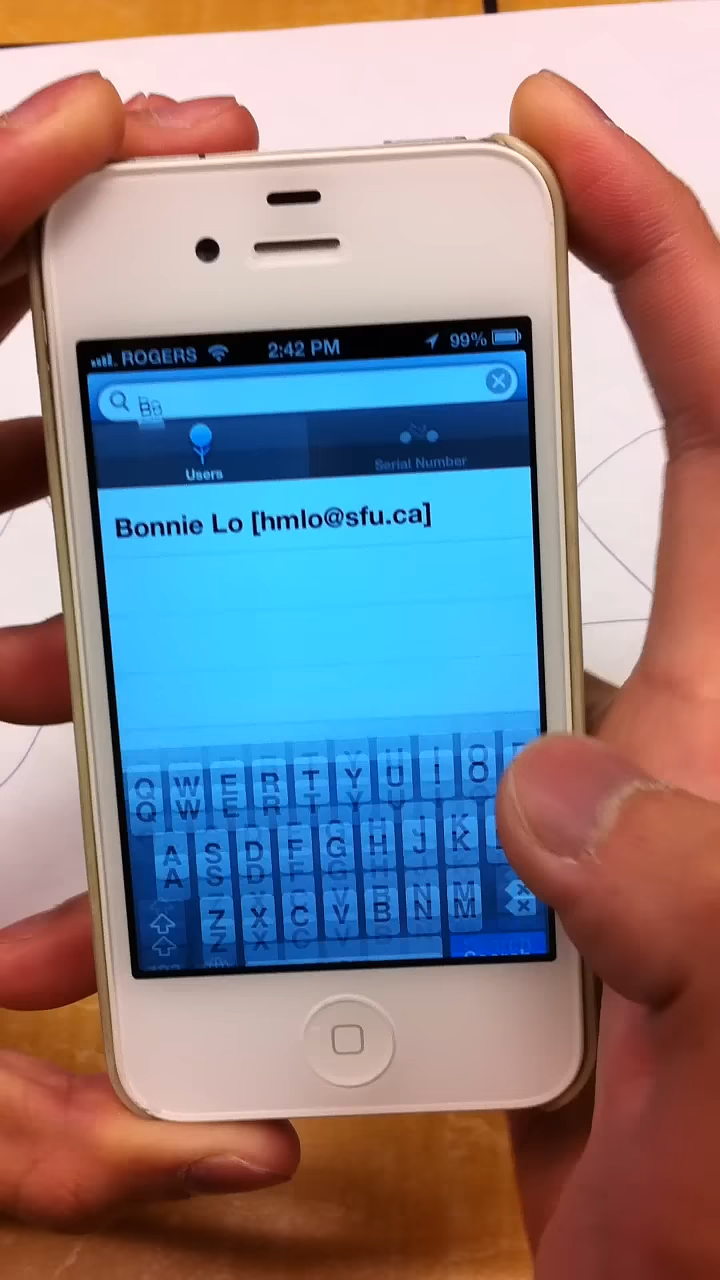 ROGERS 2:42 PM 99%
Users Serial Number
Bonnie Lo [hmlo@sfu.ca]
Q W E R T Y U I O
A S D F G H J K
Z X C V B N M